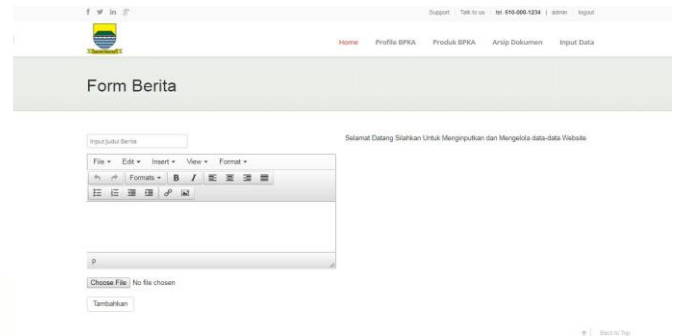 Support Talk to us tel 510-000-1234 | admin logout
Home Profile BPKA Produk BPKA Arsip Dokumen Input Data
Form Berita
Input Judul Berita
Selamat Datang Silahkan Untuk Menginputkan dan Mengelola data-data Website
File Edit Insert View Format
Formats B I
P
Choose File No file chosen
Tambahkan
Back to Top